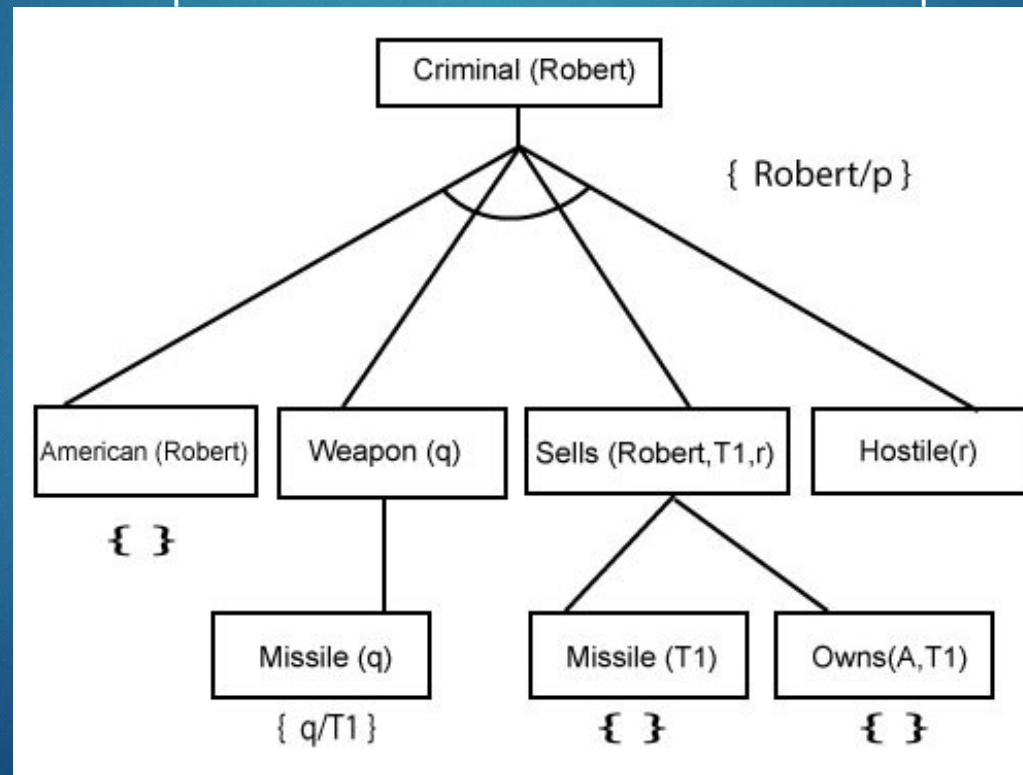 Criminal (Robert)
{ Robert/p }
American (Robert)
Weapon (q)
Sells (Robert,T1,r)
Hostile(r)
{ }
Missile (q)
Missile (T1)
Owns(A,T1)
{ q/T1 }
{ }
{ }